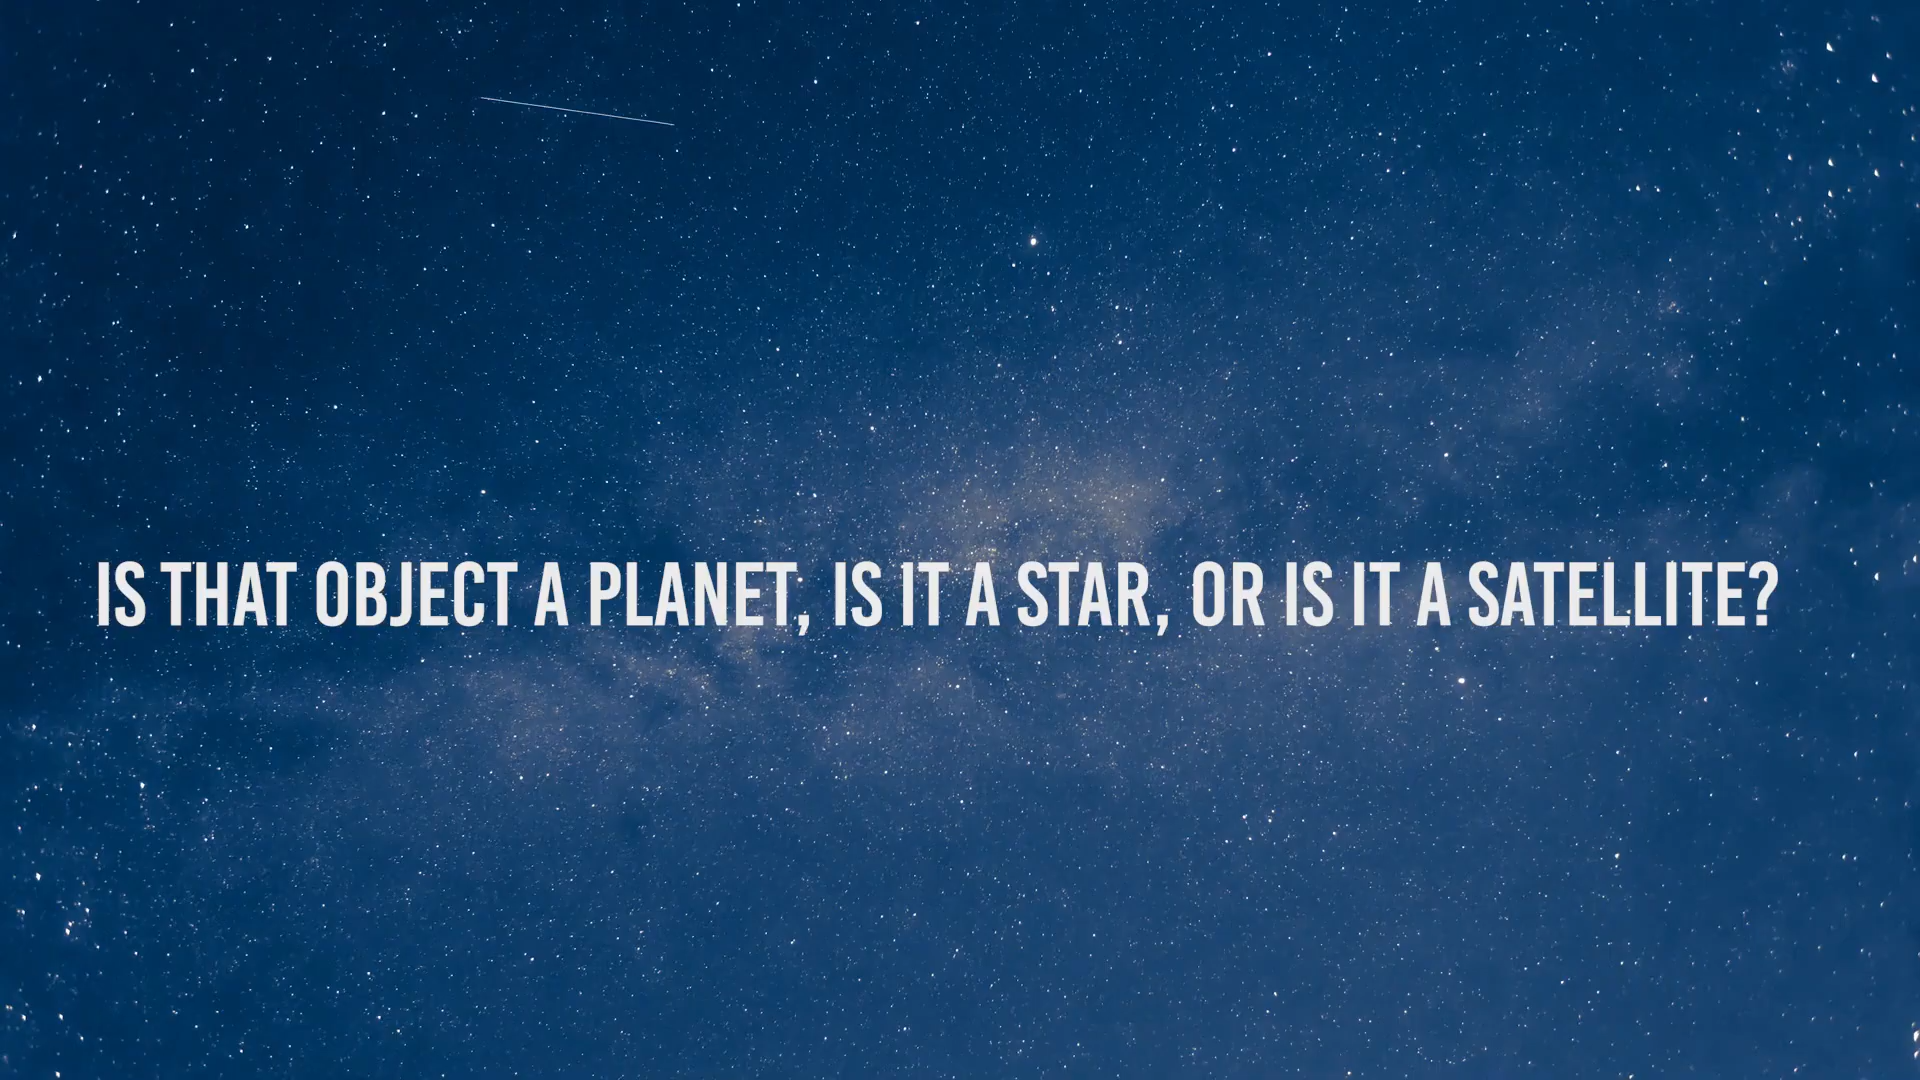 IS THAT OBJECT A PLANET, IS IT A STAR, OR IS IT A SATELLITE?